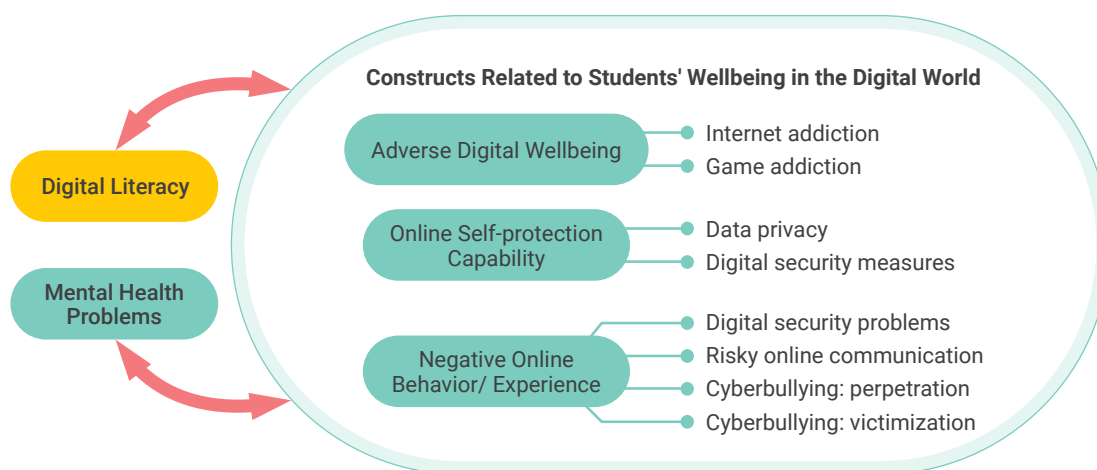 Constructs Related to Students' Wellbeing in the Digital World
Digital Literacy
Mental Health
Problems
Adverse Digital Wellbeing
Internet addiction
Game addiction
Online Self-protection
Capability
Data privacy
Digital security measures
Negative Online
Behavior/ Experience
Digital security problems
Risky online communication
Cyberbullying: perpetration
Cyberbullying: victimization